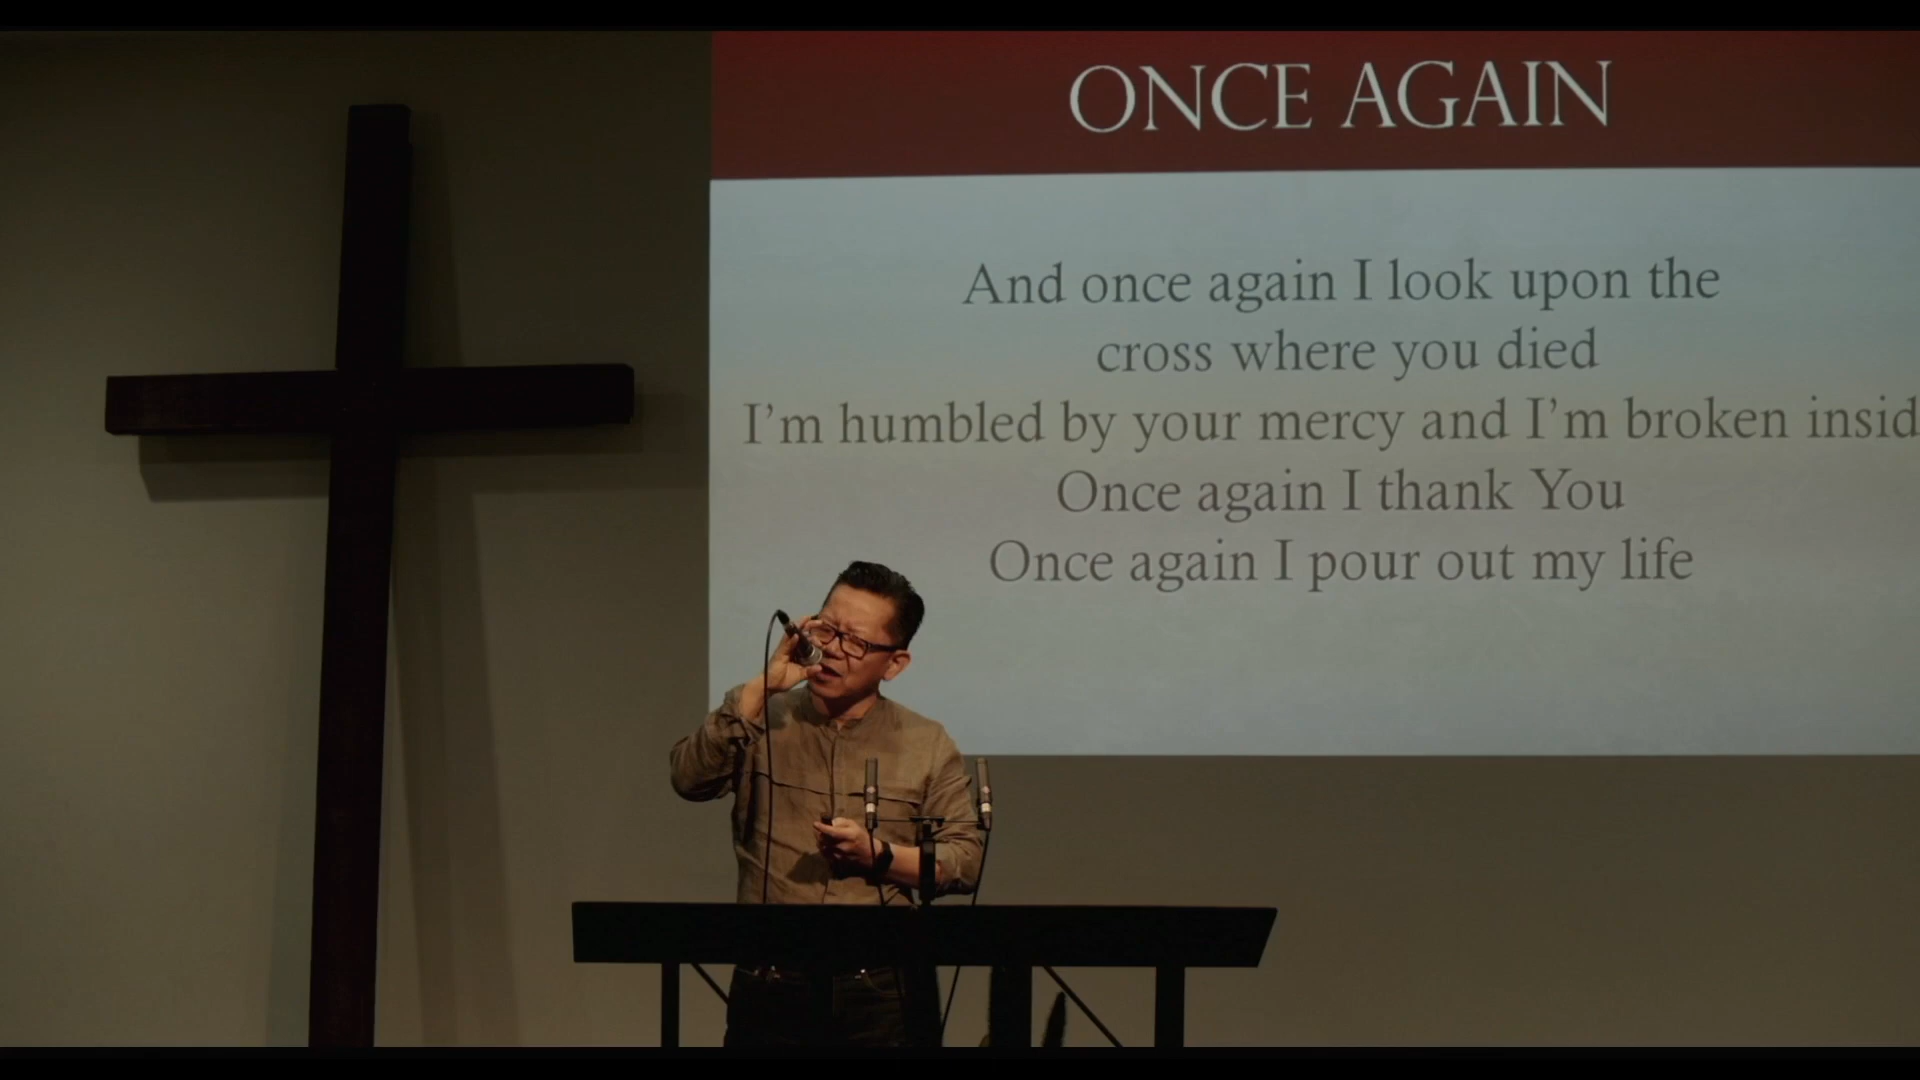 ONCE AGAIN
And once again I look upon the
cross where you died
I'm humbled by your mercy and I'm broken insid
Once again I thank You
Once again I pour out my life